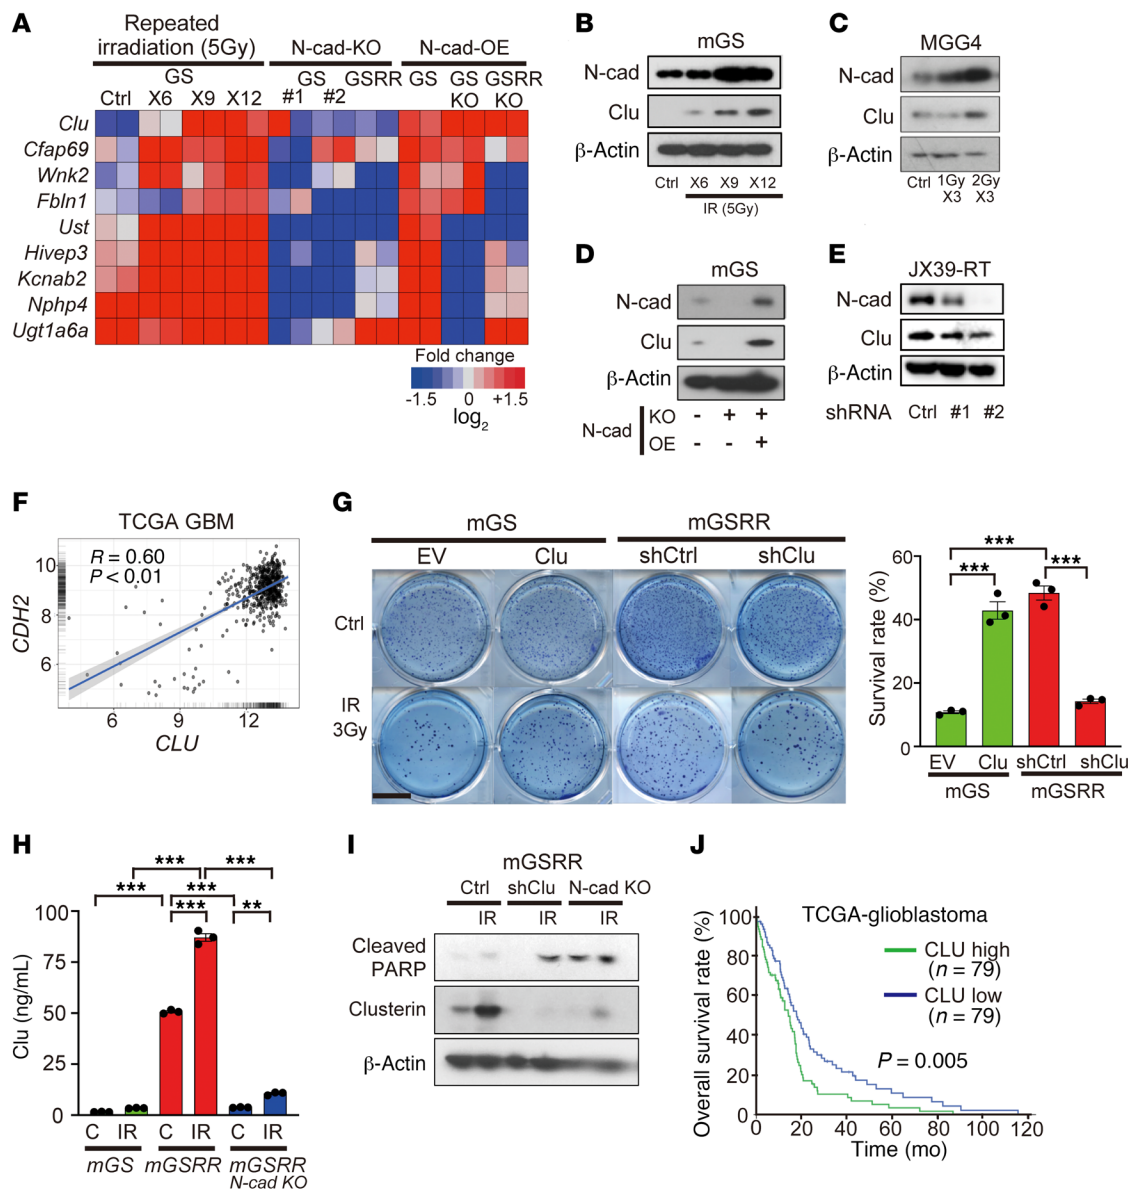 A
Repeated
irradiation (5Gy)
N-cad-KO
N-cad-OE
GS
GS GSRR
GS GS GSRR
Ctrl X6 X9 X12
#1 #2
KO KO
Clu
Cfap69
Wnk2
Fbln1
Ust
Hivep3
Kcnab2
Nphp4
Ugt1a6a
Fold change
-1.5 0 +1.5
log2
B
mGS
N-cad
Clu
β-Actin
Ctrl X6 X9 X12
IR (5Gy)
C
MGG4
N-cad
Clu
β-Actin
Ctrl 1Gy 2Gy
X3 X3
D
mGS
N-cad
Clu
β-Actin
N-cad
KO - + +
OE - - +
E
JX39-RT
N-cad
Clu
β-Actin
shRNA Ctrl #1 #2
F
TCGA GBM
R = 0.60
P < 0.01
CDH2
10
8
6
6 9 12
CLU
G
mGS mGSRR
EV Clu shCtrl shClu
Ctrl
IR
3Gy
Survival rate (%)
60
40
20
0
*** *** ***
EV Clu shCtrl shClu
mGS mGSRR
H
Clu (ng/mL)
100
75
50
25
0
*** ***
*** ***
*** **
C IR C IR C IR
mGS mGSRR mGSRR
N-cad KO
I
mGSRR
Ctrl shClu N-cad KO
IR IR IR
Cleaved
PARP
Clusterin
β-Actin
J
TCGA-glioblastoma
CLU high
(n = 79)
CLU low
(n = 79)
P = 0.005
Overall survival rate (%)
100
80
60
40
20
0
0 20 40 60 80 100 120
Time (mo)